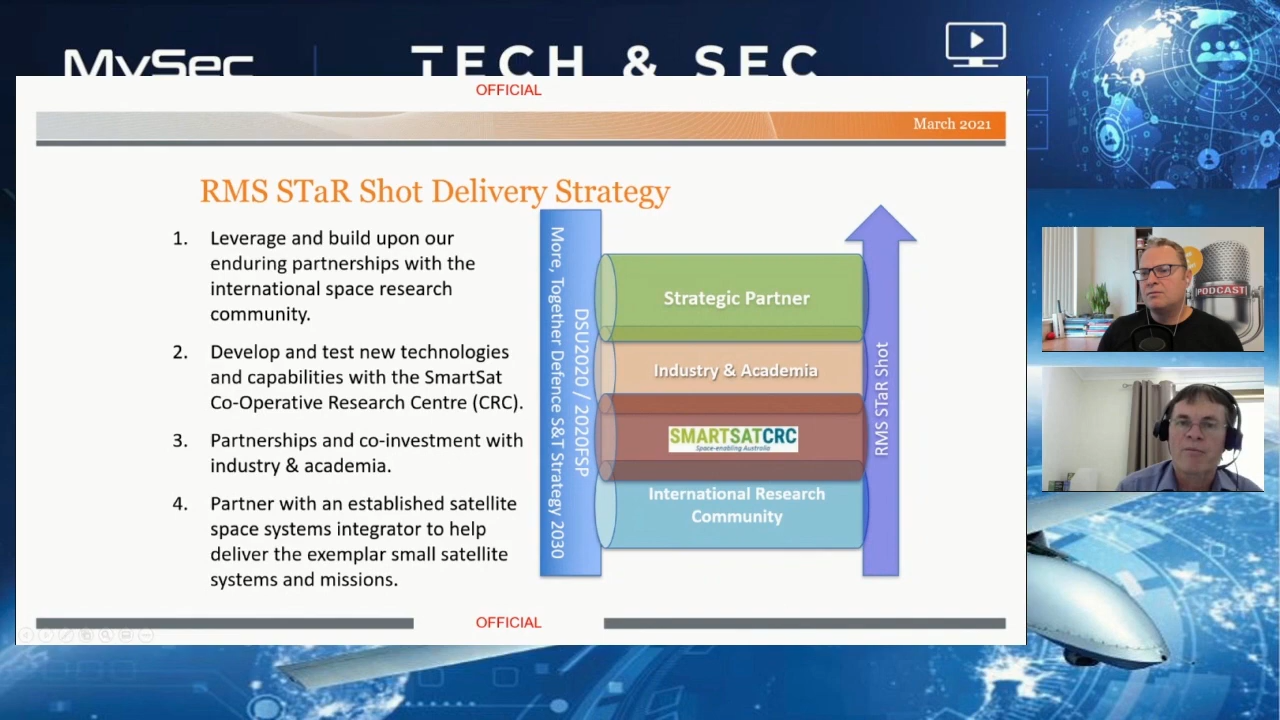 MySec
TECH & SEC
OFFICIAL
March 2021
RMS STaR Shot Delivery Strategy
1. Leverage and build upon our
enduring partnerships with the
international space research
community.
2. Develop and test new technologies
and capabilities with the SmartSat
Co-Operative Research Centre (CRC).
3. Partnerships and co-investment with
industry & academia.
4. Partner with an established satellite
space systems integrator to help
deliver the exemplar small satellite
systems and missions.
DSU2020 / 2020FSP
More, Together Defence S&T Strategy 2030
Strategic Partner
Industry & Academia
SMARTSATCRC
Space-enabling Australia
International Research
Community
RMS STaR Shot
OFFICIAL
PODCAST